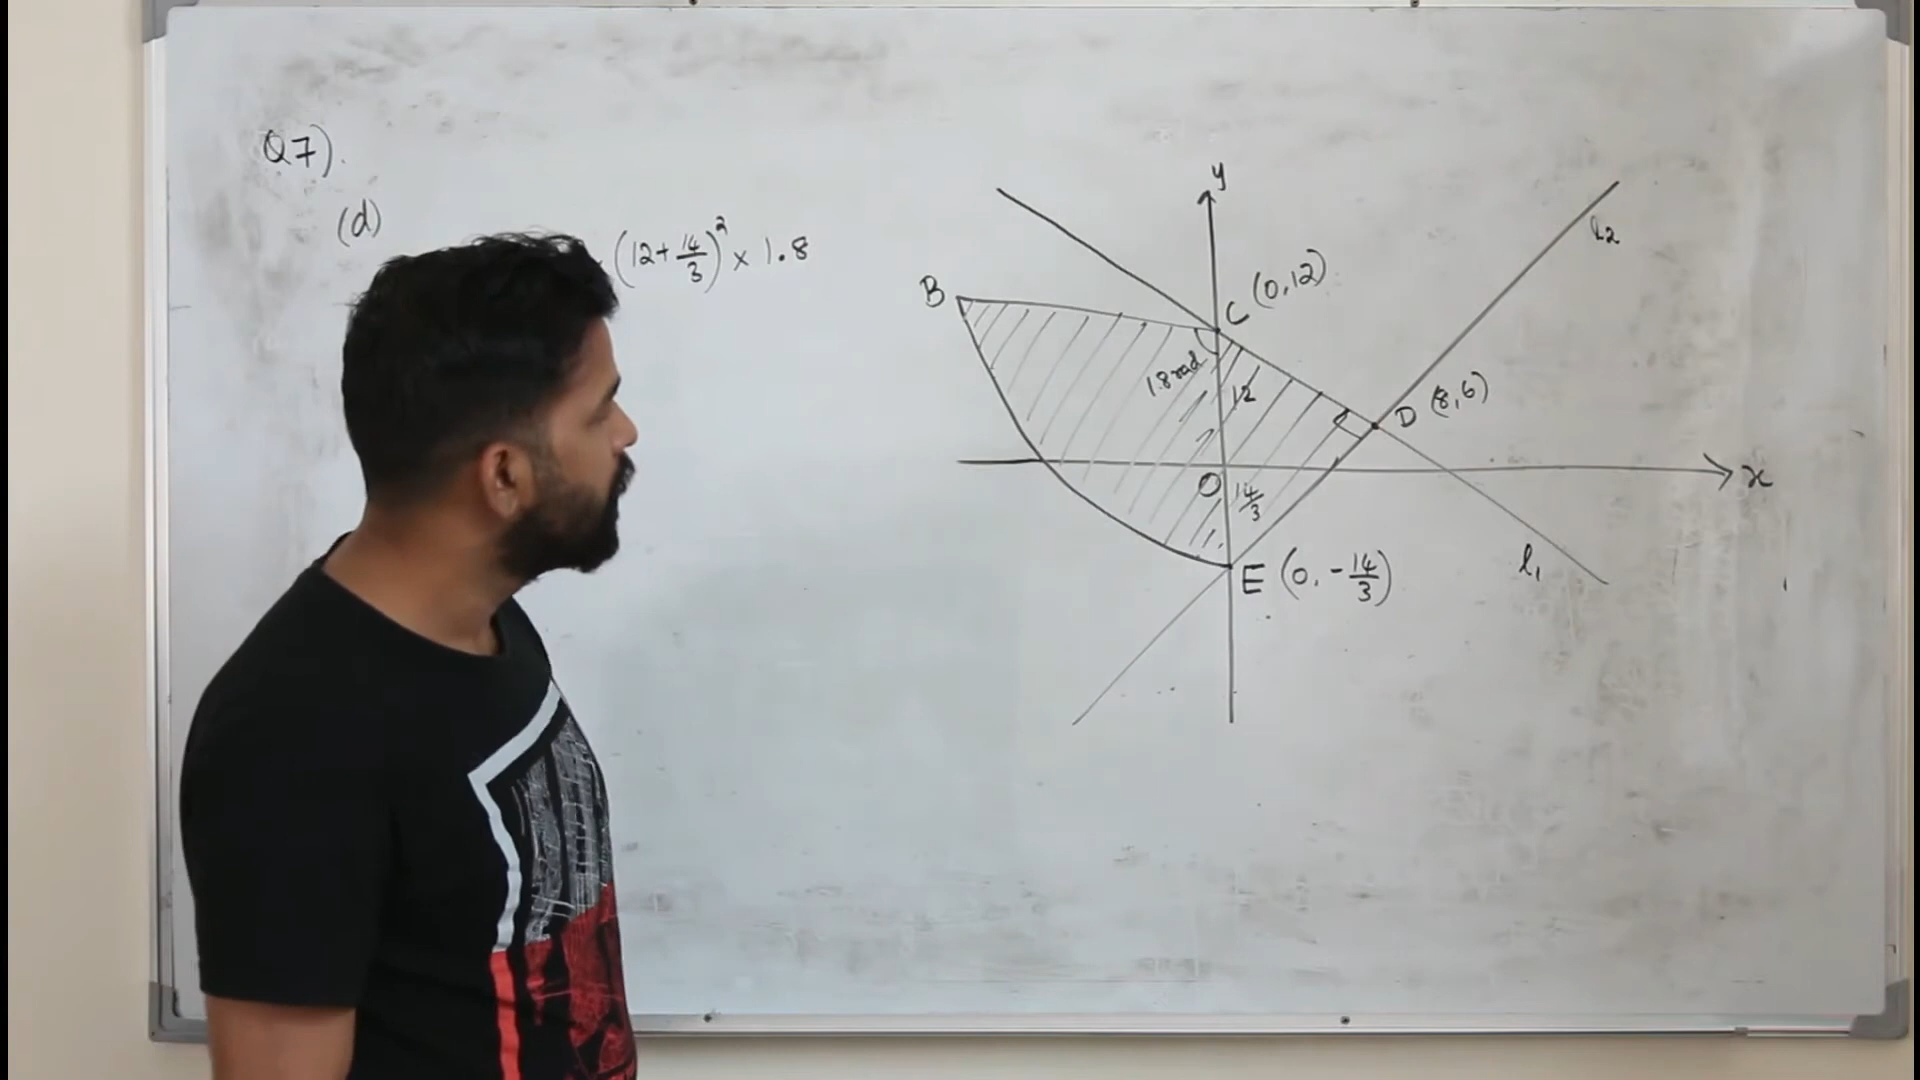 Q7).
(d)
(12+14/3)² × 1.8
y
l₂
B
C (0,12)
1.8 rad
12
D (8,6)
O
14/3
x
E (0, -14/3)
l₁